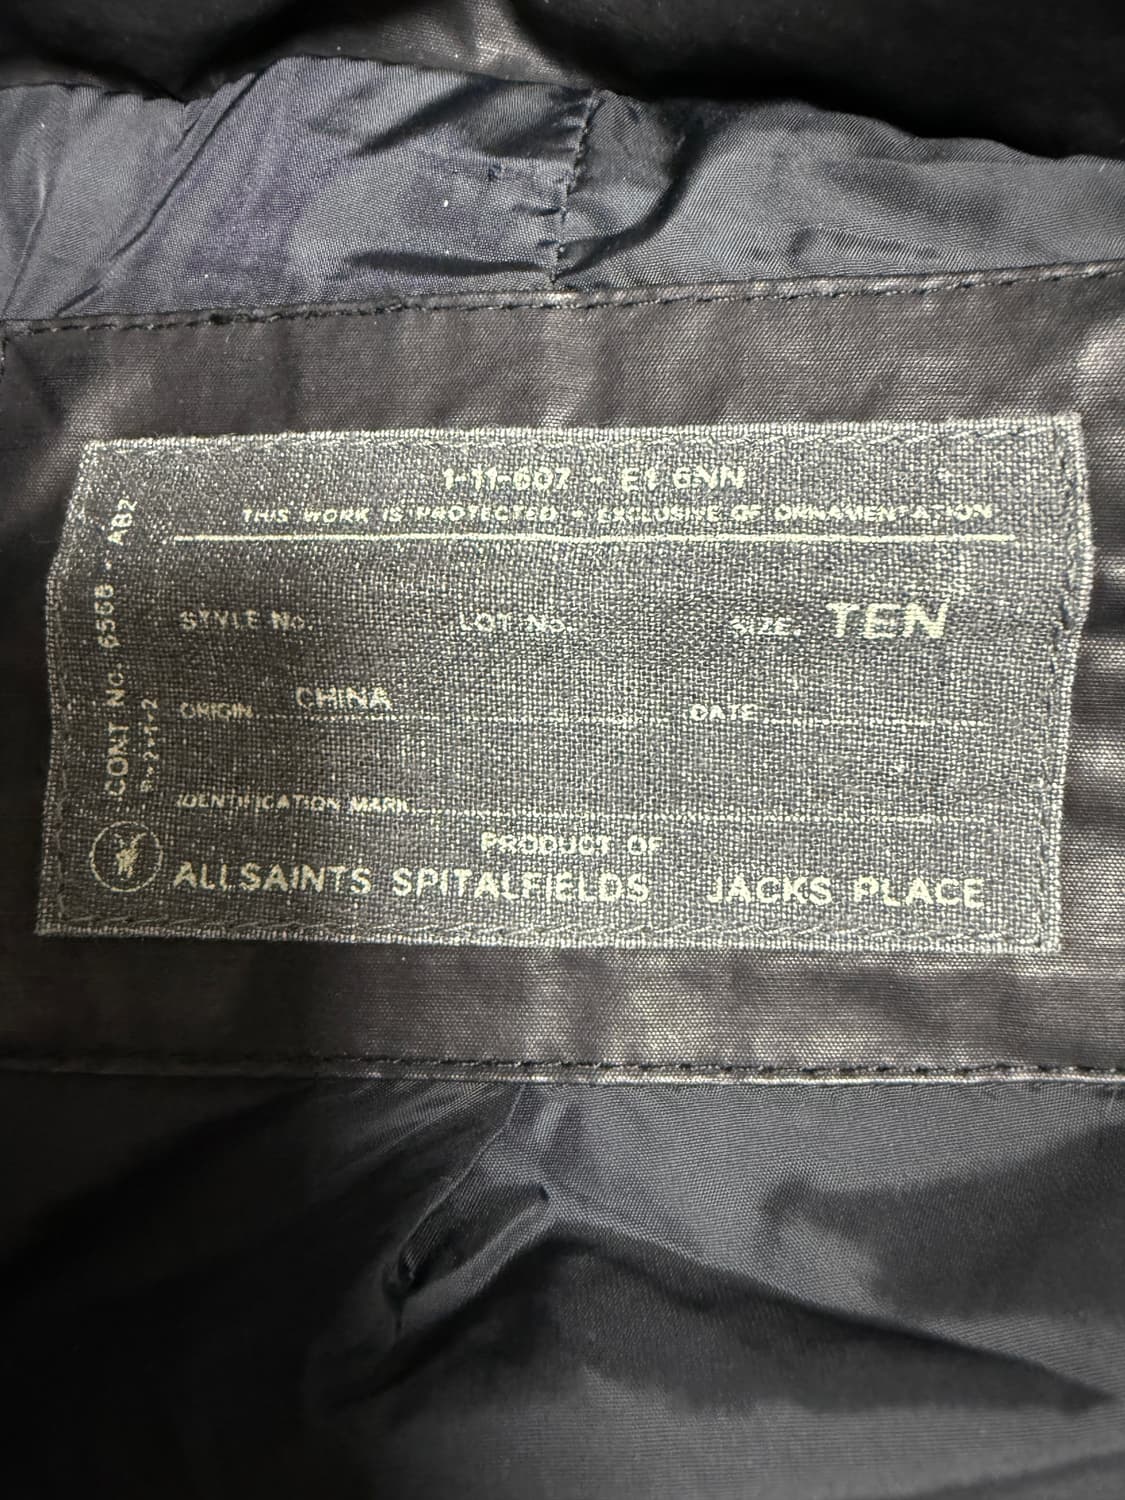 1-11-607 - E1 6NN
THIS WORK IS PROTECTED - EXCLUSIVE OF ORNAMENTATION
STYLE No. LOT No. SIZE. TEN
ORIGIN CHINA DATE
IDENTIFICATION MARK
PRODUCT OF
ALLSAINTS SPITALFIELDS JACKS PLACE
CONT No. 6568 - AB2